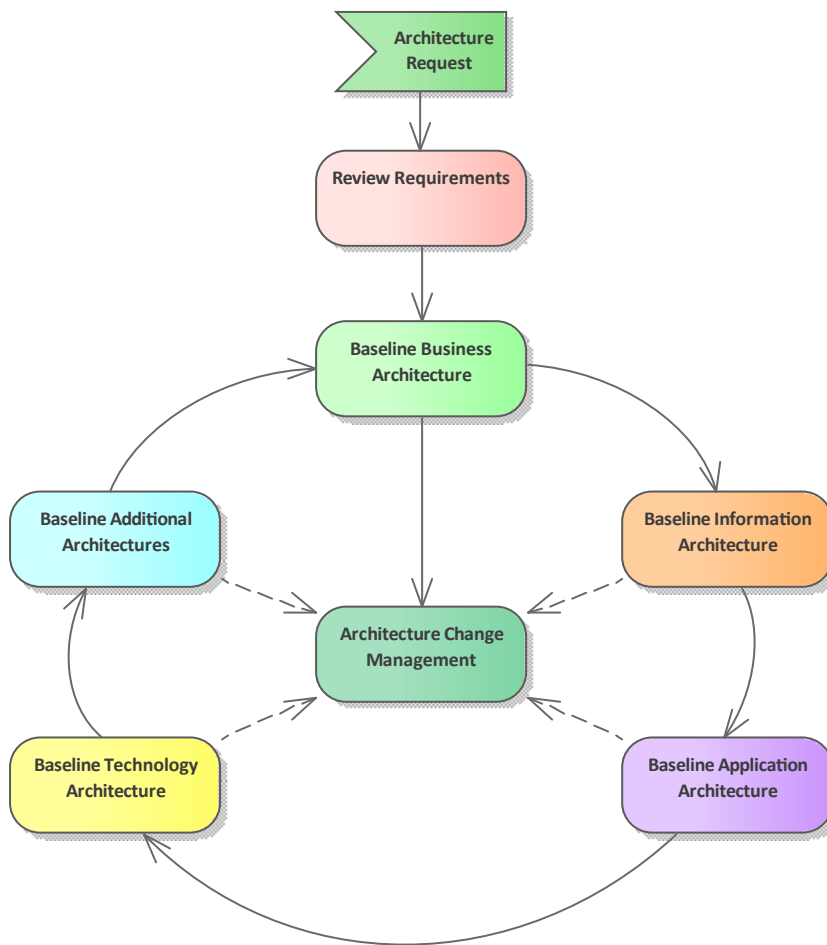 Architecture
Request
Review Requirements
Baseline Business
Architecture
Baseline Additional
Architectures
Baseline Information
Architecture
Architecture Change
Management
Baseline Technology
Architecture
Baseline Application
Architecture